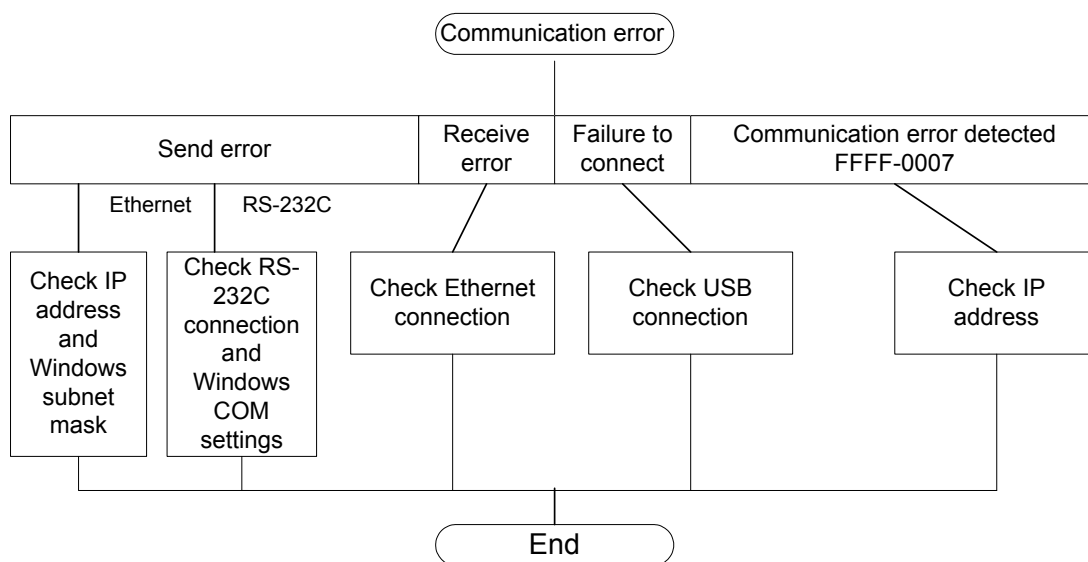 Communication error
Send error
Receive
error
Failure to
connect
Communication error detected
FFFF-0007
Ethernet
RS-232C
Check IP
address
and
Windows
subnet
mask
Check RS-
232C
connection
and
Windows
COM
settings
Check Ethernet
connection
Check USB
connection
Check IP
address
End